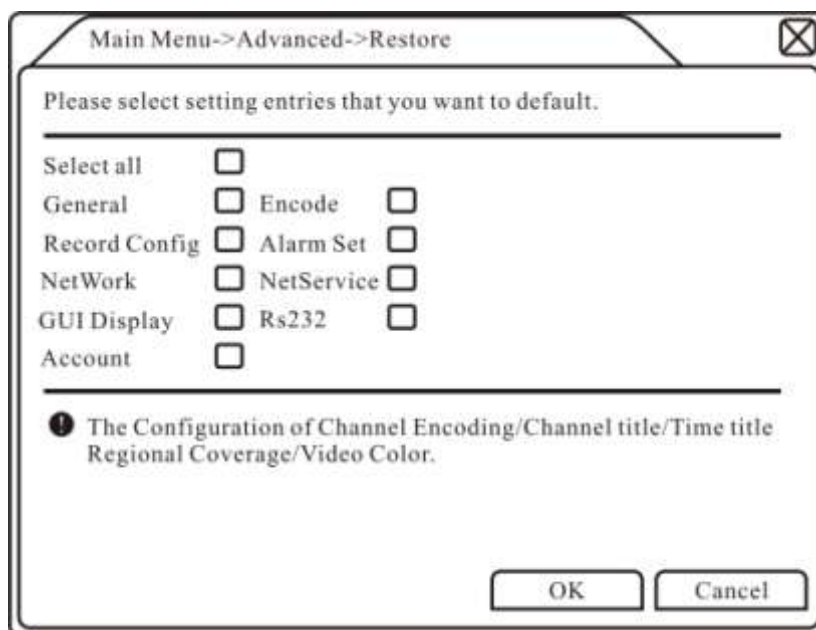 Main Menu->Advanced->Restore
Please select setting entries that you want to default.
Select all
General Encode
Record Config Alarm Set
NetWork NetService
GUI Display Rs232
Account
The Configuration of Channel Encoding/Channel title/Time title
Regional Coverage/Video Color.
OK Cancel